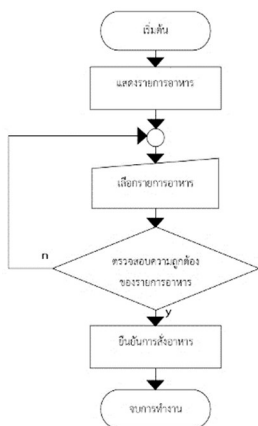 เริ่มต้น
แสดงรายการอาหาร
เลือกรายการอาหาร
n
ตรวจสอบความถูกต้อง
ของรายการอาหาร
y
ยืนยันการสั่งอาหาร
จบการทำงาน